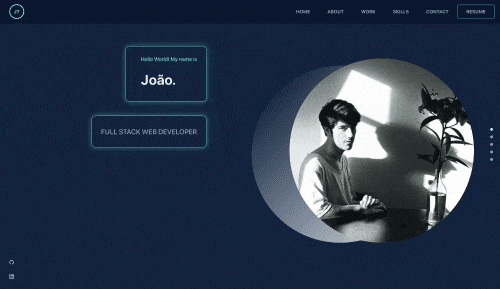 JT
HOME
ABOUT
WORK
SKILLS
CONTACT
RESUME
Hello World! My name is
João.
FULL STACK WEB DEVELOPER